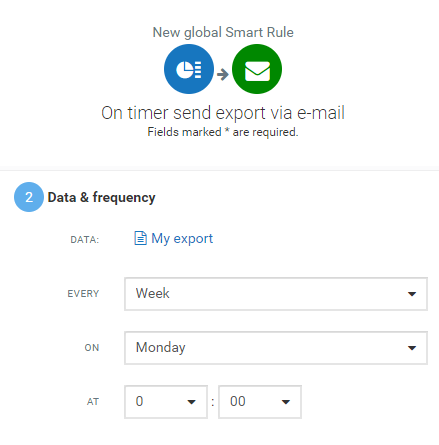 New global Smart Rule
On timer send export via e-mail
Fields marked * are required.
2 Data & frequency
DATA: My export
EVERY Week
ON Monday
AT 0 : 00